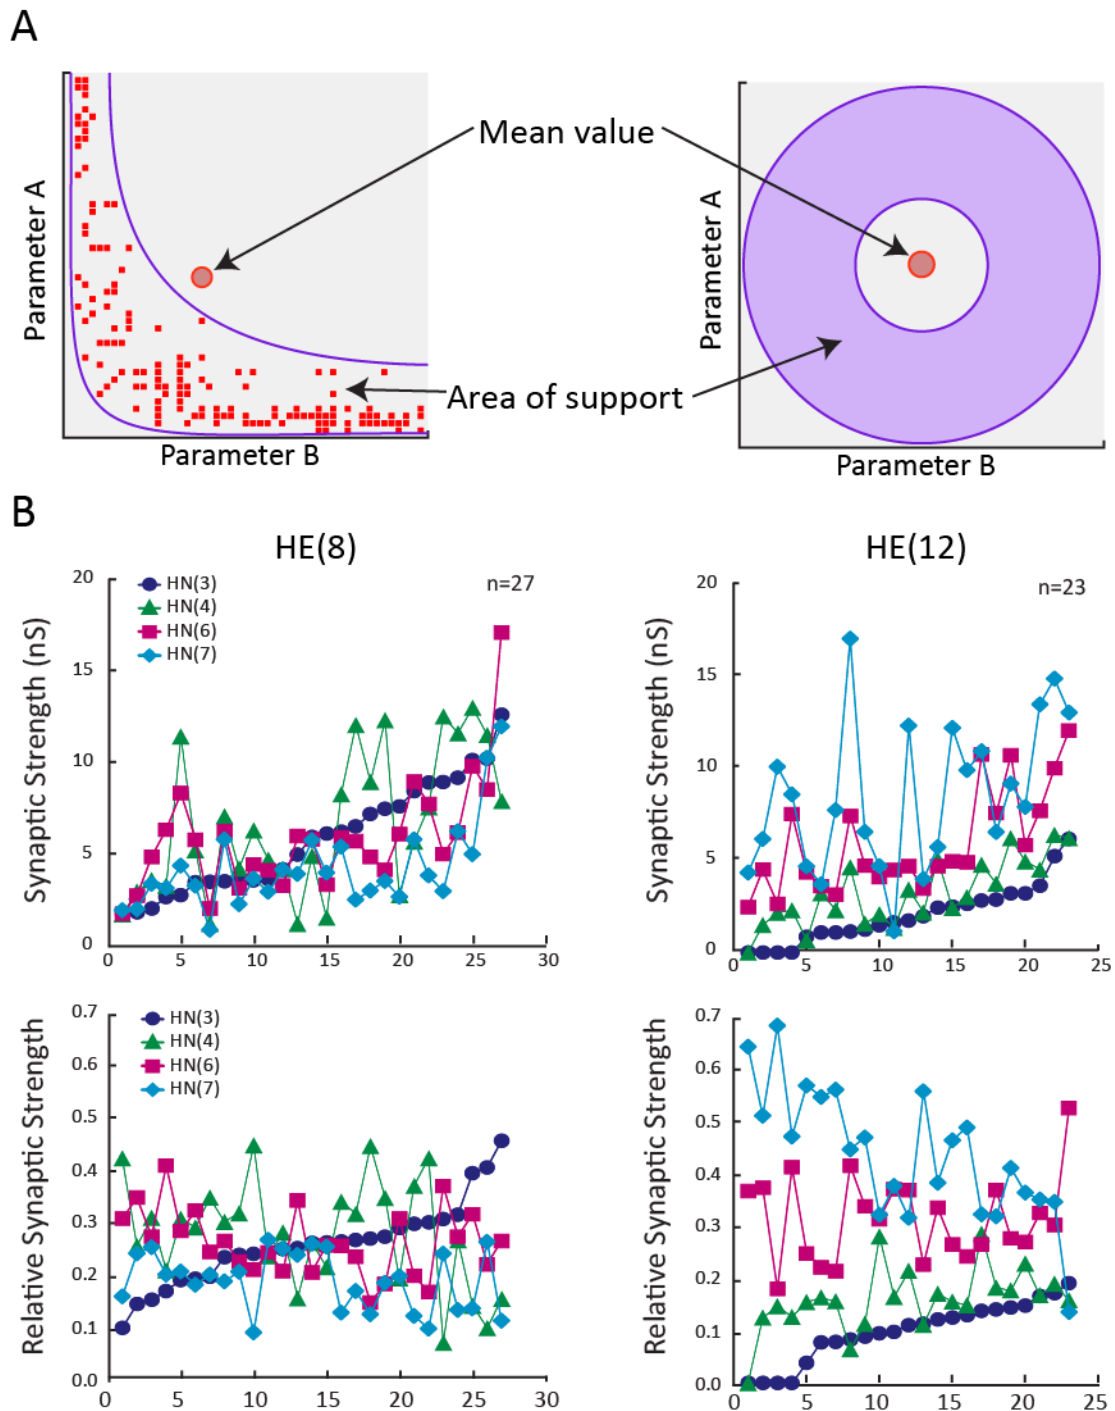 A
Parameter A
Mean value
Area of support
Parameter B
Parameter A
Parameter B
B
HE(8)
HE(12)
Synaptic Strength (nS)
20
15
10
5
0
HN(3)
HN(4)
HN(6)
HN(7)
n=27
0 5 10 15 20 25 30
Synaptic Strength (nS)
20
15
10
5
0
n=23
0 5 10 15 20 25
Relative Synaptic Strength
0.7
0.6
0.5
0.4
0.3
0.2
0.1
0.0
HN(3)
HN(4)
HN(6)
HN(7)
0 5 10 15 20 25 30
Relative Synaptic Strength
0.7
0.6
0.5
0.4
0.3
0.2
0.1
0.0
0 5 10 15 20 25